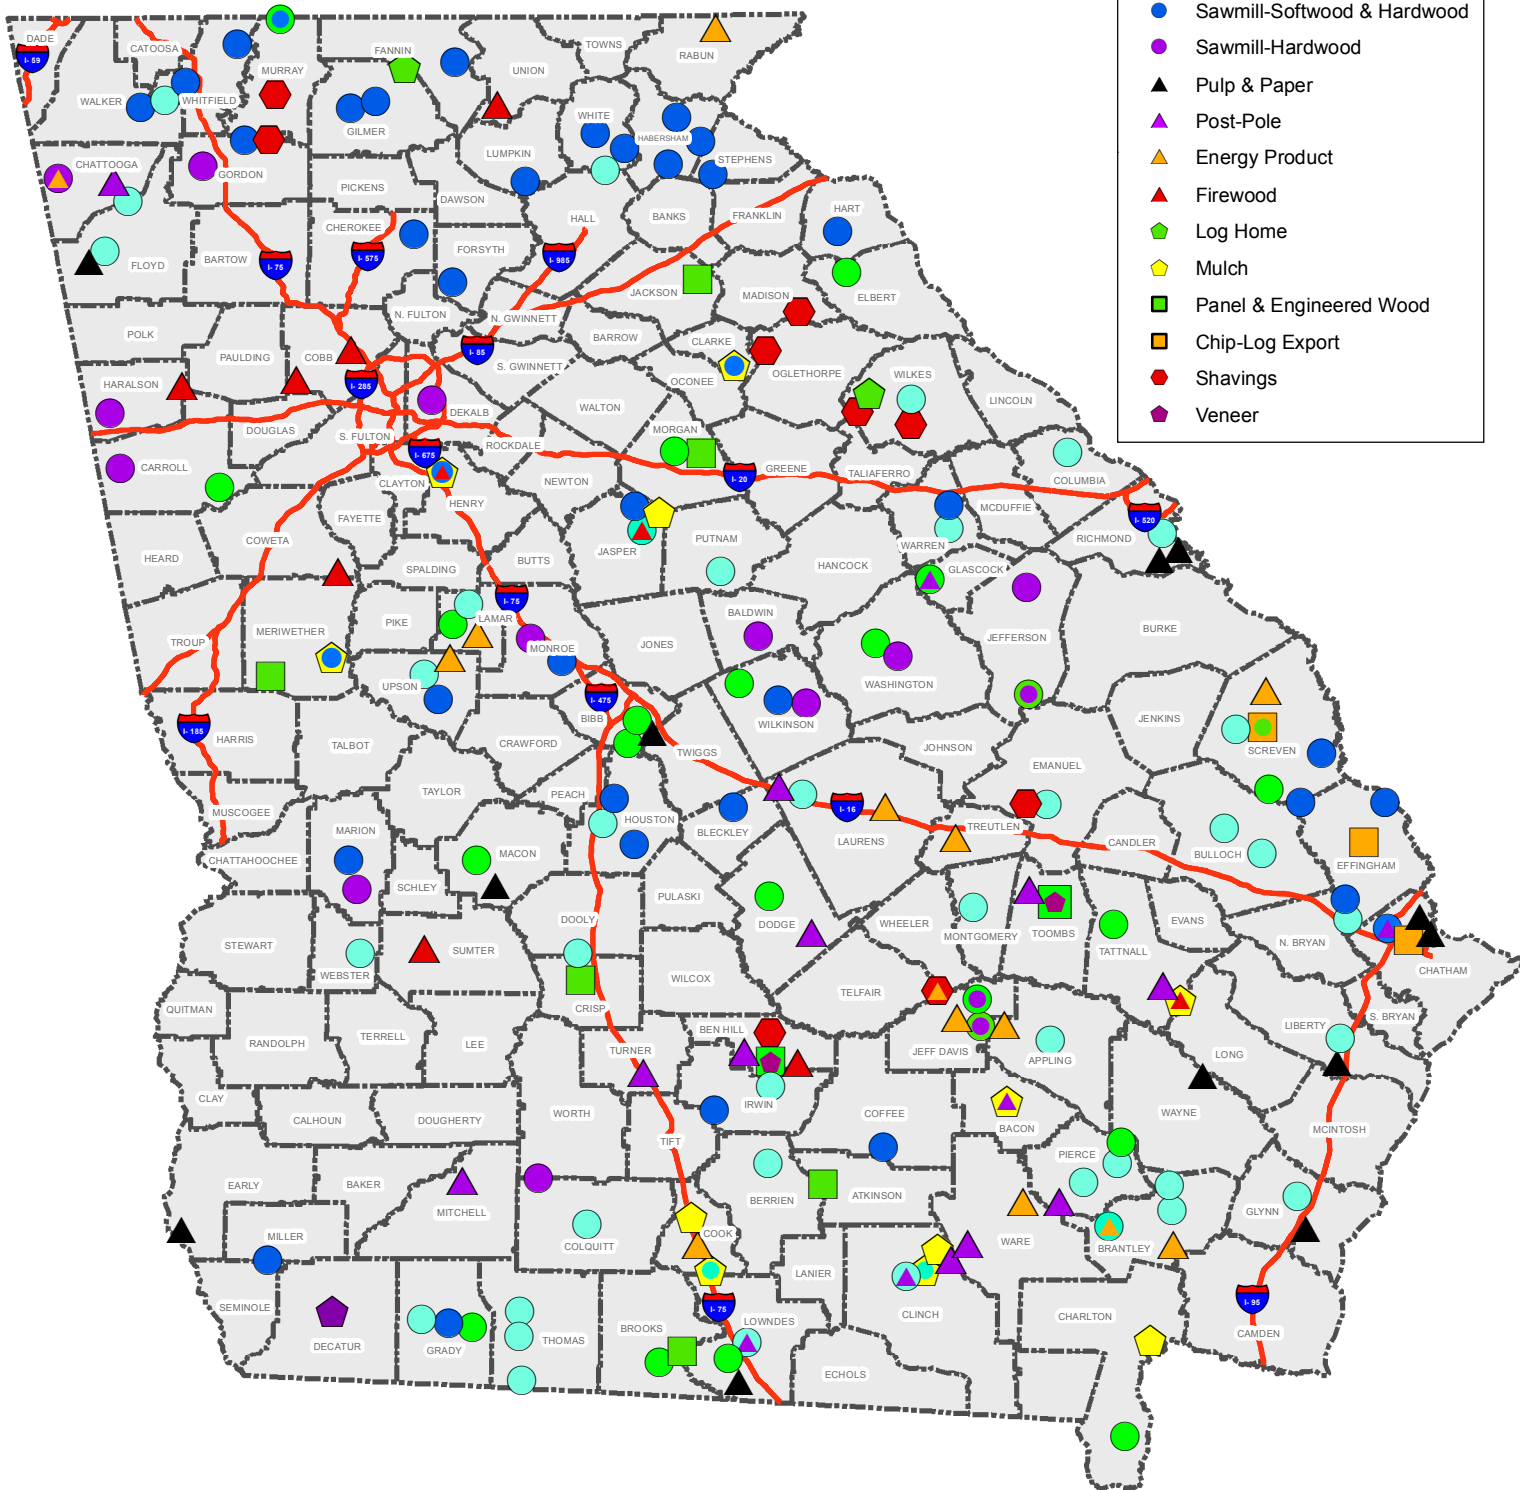 Sawmill-Softwood & Hardwood
Sawmill-Hardwood
Pulp & Paper
Post-Pole
Energy Product
Firewood
Log Home
Mulch
Panel & Engineered Wood
Chip-Log Export
Shavings
Veneer
DADE
I- 59
CATOOSA
WALKER
WHITFIELD
MURRAY
FANNIN
GILMER
UNION
TOWNS
RABUN
WHITE
HABERSHAM
STEPHENS
LUMPKIN
CHATTOOGA
GORDON
PICKENS
DAWSON
HALL
BANKS
FRANKLIN
HART
FLOYD
BARTOW
I- 75
CHEROKEE
I- 575
FORSYTH
I- 985
JACKSON
MADISON
ELBERT
POLK
PAULDING
COBB
N. FULTON
N. GWINNETT
I- 85
S. GWINNETT
BARROW
CLARKE
OCONEE
OGLETHORPE
WILKES
LINCOLN
HARALSON
I- 285
DOUGLAS
S. FULTON
DEKALB
ROCKDALE
WALTON
MORGAN
CARROLL
I- 675
CLAYTON
HENRY
NEWTON
I- 20
GREENE
TALIAFERRO
COLUMBIA
MCDUFFIE
I- 520
RICHMOND
WARREN
GLASCOCK
HEARD
COWETA
FAYETTE
SPALDING
BUTTS
JASPER
PUTNAM
HANCOCK
TROUP
MERIWETHER
PIKE
LAMAR
I- 75
MONROE
JONES
BALDWIN
WASHINGTON
JEFFERSON
BURKE
UPSON
I- 475
BIBB
WILKINSON
JENKINS
SCREVEN
I- 185
HARRIS
TALBOT
CRAWFORD
TWIGGS
JOHNSON
EMANUEL
MUSCOGEE
TAYLOR
PEACH
HOUSTON
BLECKLEY
I- 16
LAURENS
TREUTLEN
CANDLER
BULLOCH
EFFINGHAM
CHATTAHOOCHEE
MARION
SCHLEY
MACON
PULASKI
DODGE
WHEELER
MONTGOMERY
TOOMBS
TATTNALL
EVANS
N. BRYAN
CHATHAM
STEWART
WEBSTER
SUMTER
DOOLY
CRISP
WILCOX
TELFAIR
JEFF DAVIS
APPLING
LONG
LIBERTY
S. BRYAN
QUITMAN
RANDOLPH
TERRELL
LEE
TURNER
BEN HILL
IRWIN
COFFEE
BACON
WAYNE
MCINTOSH
CLAY
CALHOUN
DOUGHERTY
WORTH
TIFT
EARLY
BAKER
MITCHELL
BERRIEN
ATKINSON
PIERCE
GLYNN
MILLER
COLQUITT
COOK
WARE
BRANTLEY
LANIER
SEMINOLE
DECATUR
GRADY
THOMAS
BROOKS
I- 75
LOWNDES
CLINCH
CHARLTON
I- 95
CAMDEN
ECHOLS